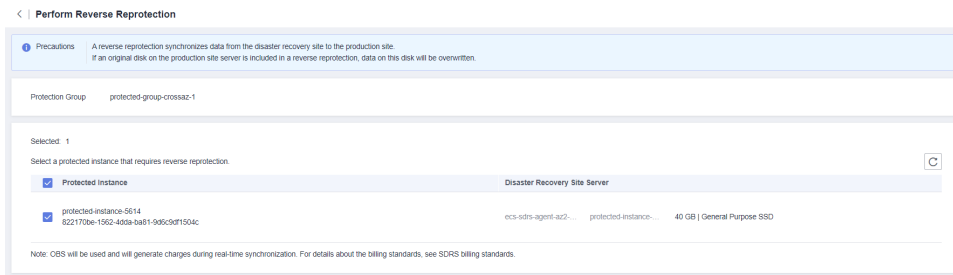 < | Perform Reverse Reprotection
Precautions A reverse reprotection synchronizes data from the disaster recovery site to the production site.
If an original disk on the production site server is included in a reverse reprotection, data on this disk will be overwritten.
Protection Group protected-group-crossaz-1
Selected: 1
Select a protected instance that requires reverse reprotection.
Protected Instance Disaster Recovery Site Server
protected-instance-5614
822170be-1562-4dda-ba81-9d6c9df1504c
ecs-sdrs-agent-az2-... protected-instance-... 40 GB | General Purpose SSD
Note: OBS will be used and will generate charges during real-time synchronization. For details about the billing standards, see SDRS billing standards.